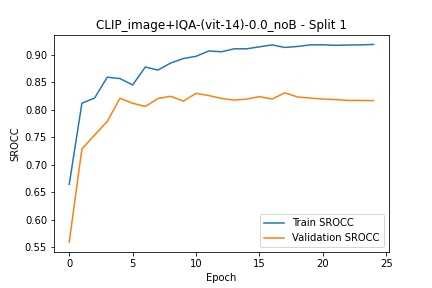 CLIP_image+IQA-(vit-14)-0.0_noB - Split 1
SROCC
0.90
0.85
0.80
0.75
0.70
0.65
0.60
0.55
Train SROCC
Validation SROCC
0 5 10 15 20 25
Epoch